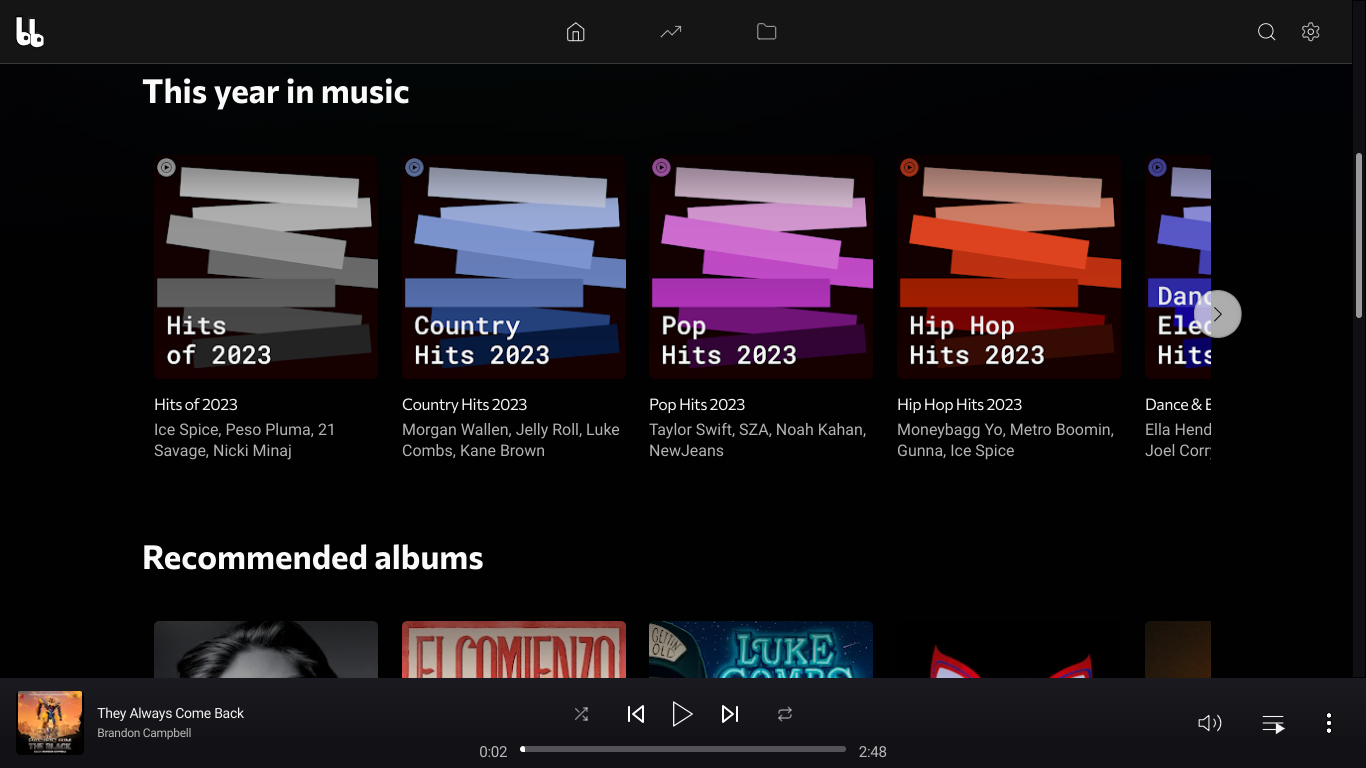 This year in music
Hits
of 2023
Country
Hits 2023
Pop
Hits 2023
Hip Hop
Hits 2023
Hits
Hits of 2023
Ice Spice, Peso Pluma, 21
Savage, Nicki Minaj
Country Hits 2023
Morgan Wallen, Jelly Roll, Luke
Combs, Kane Brown
Pop Hits 2023
Taylor Swift, SZA, Noah Kahan,
NewJeans
Hip Hop Hits 2023
Moneybagg Yo, Metro Boomin,
Gunna, Ice Spice
Dance &
Ella
Joel
Recommended albums
EL COMIENZO
GETTIN'
OLD
LUKE
COMBS
THE BLACK
They Always Come Back
Brandon Campbell
0:02
2:48